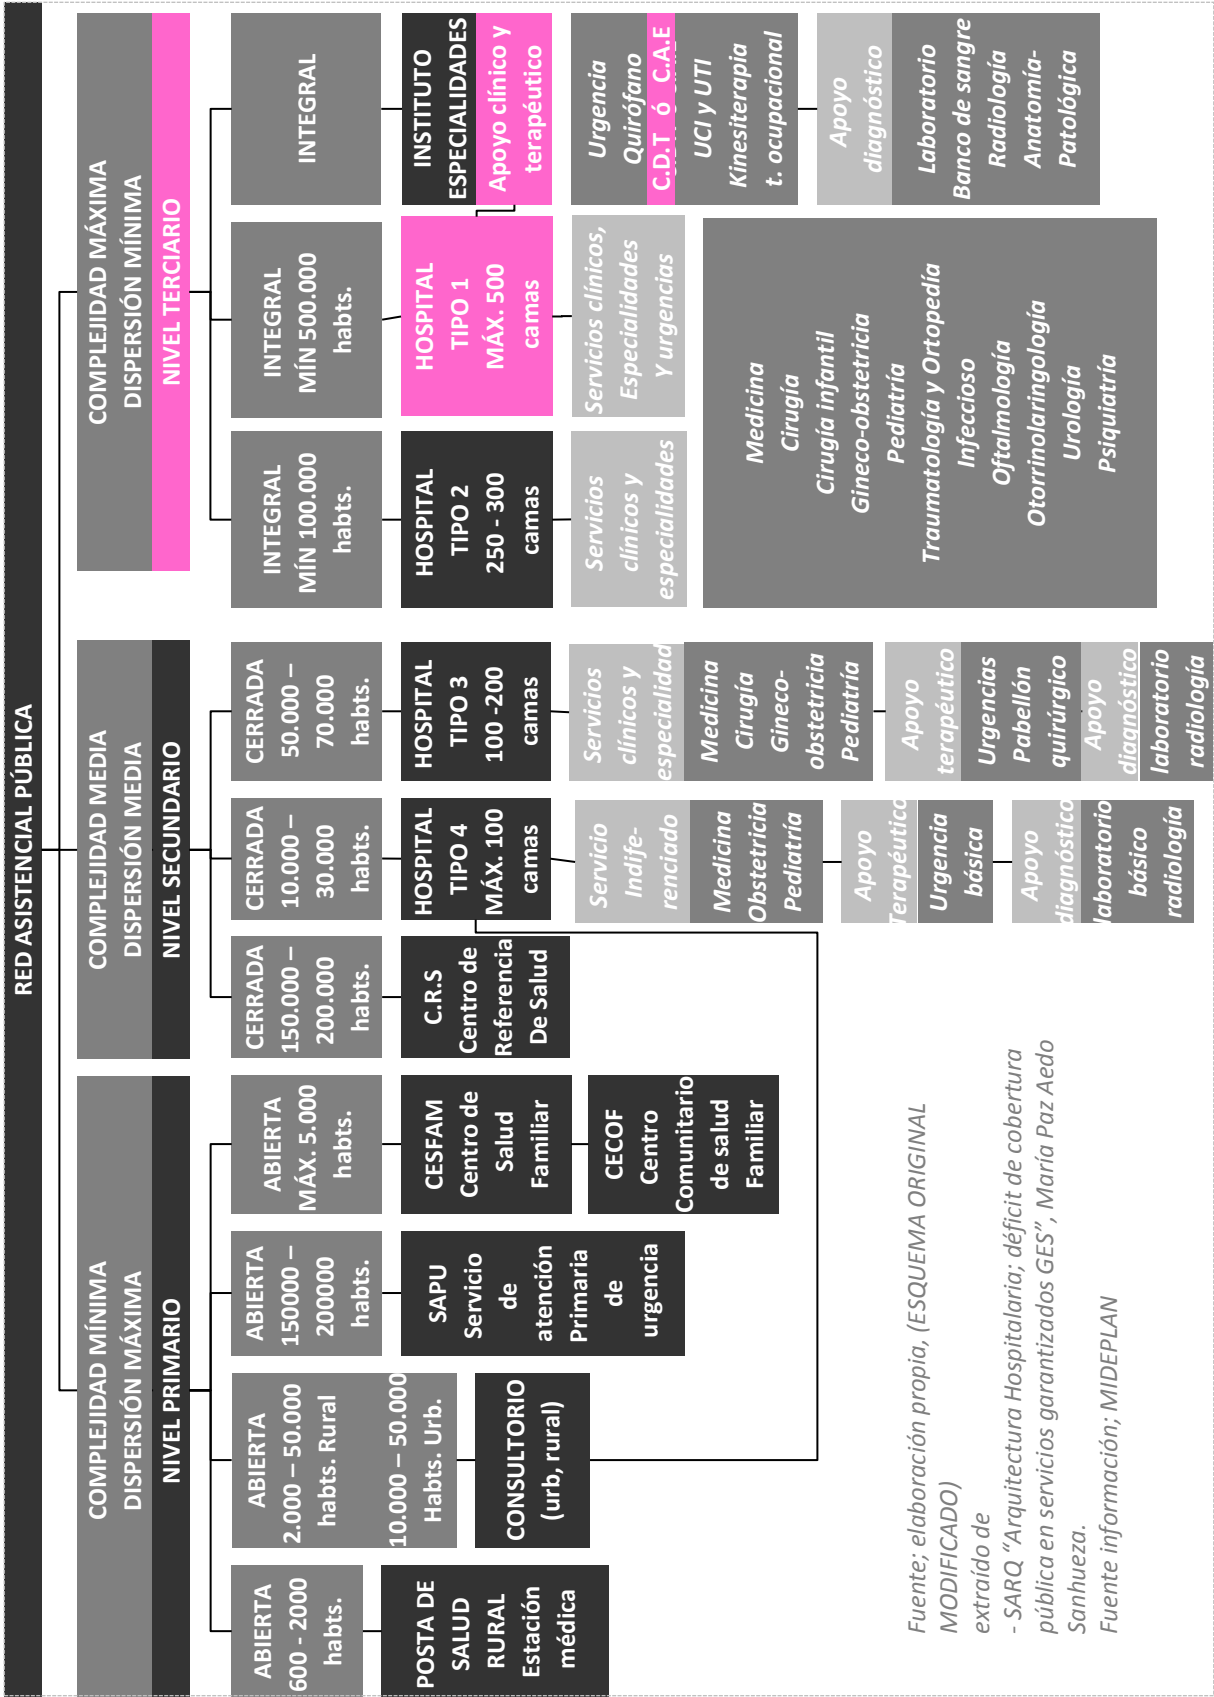 RED ASISTENCIAL PÚBLICA
COMPLEJIDAD MÍNIMA
DISPERSIÓN MÁXIMA
NIVEL PRIMARIO
ABIERTA
600 - 2000
habts.
POSTA DE
SALUD
RURAL
Estación
médica
ABIERTA
2.000 – 50.000
habts. Rural
10.000 – 50.000
Habts. Urb.
CONSULTORIO
(urb, rural)
ABIERTA
150000 –
200000
habts.
SAPU
Servicio
de
atención
Primaria
de
urgencia
ABIERTA
MÁX. 5.000
habts.
CESFAM
Centro de
Salud
Familiar
CECOF
Centro
Comunitario
de salud
Familiar
COMPLEJIDAD MEDIA
DISPERSIÓN MEDIA
NIVEL SECUNDARIO
CERRADA
150.000 –
200.000
habts.
C.R.S
Centro de
Referencia
De Salud
CERRADA
10.000 –
30.000
habts.
HOSPITAL
TIPO 4
MÁX. 100
camas
Servicio
Indife-
renciado
Medicina
Obstetricia
Pediatría
Apoyo
Terapéutico
Urgencia
básica
Apoyo
diagnóstico
laboratorio
básico
radiología
CERRADA
50.000 –
70.000
habts.
HOSPITAL
TIPO 3
100 -200
camas
Servicios
clínicos y
especialidad
Medicina
Cirugía
Gineco-
obstetricia
Pediatría
Apoyo
terapéutico
Urgencias
Pabellón
quirúrgico
Apoyo
diagnóstico
laboratorio
radiología
COMPLEJIDAD MÁXIMA
DISPERSIÓN MÍNIMA
NIVEL TERCIARIO
INTEGRAL
MÍN 100.000
habts.
HOSPITAL
TIPO 2
250 - 300
camas
Servicios
clínicos y
especialidades
INTEGRAL
MÍN 500.000
habts.
HOSPITAL
TIPO 1
MÁX. 500
camas
Servicios clínicos,
Especialidades
Y urgencias
Medicina
Cirugía
Cirugía infantil
Gineco-obstetricia
Pediatría
Traumatología y Ortopedía
Infeccioso
Oftalmología
Otorrinolaringología
Urología
Psiquiatría
INTEGRAL
INSTITUTO
ESPECIALIDADES
Apoyo clínico y
terapéutico
Urgencia
Quirófano
C.D.T ó C.A.E
UCI y UTI
Kinesiterapia
t. ocupacional
Apoyo
diagnóstico
Laboratorio
Banco de sangre
Radiología
Anatomía-
Patológica
Fuente; elaboración propia, (ESQUEMA ORIGINAL
MODIFICADO)
extraído de
- SARQ “Arquitectura Hospitalaria; déficit de cobertura
pública en servicios garantizados GES”, María Paz Aedo
Sanhueza.
Fuente información; MIDEPLAN